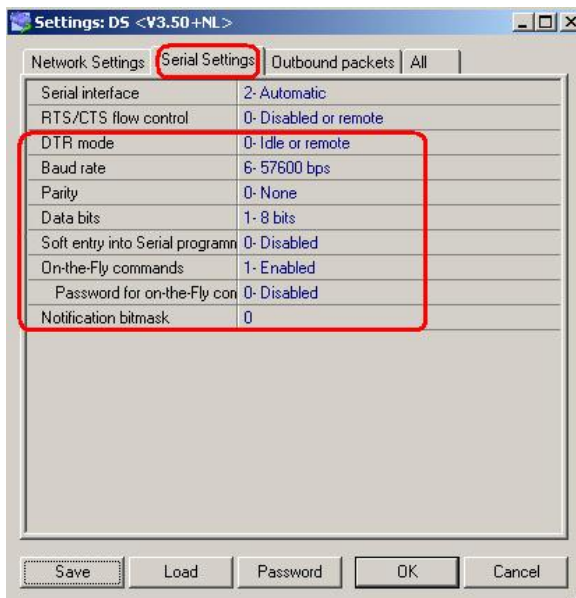 Settings: DS <V3.50+NL>
Network Settings Serial Settings Outbound packets All
Serial interface 2- Automatic
RTS/CTS flow control 0- Disabled or remote
DTR mode 0- Idle or remote
Baud rate 6- 57600 bps
Parity 0- None
Data bits 1- 8 bits
Soft entry into Serial programn 0- Disabled
On-the-Fly commands 1- Enabled
Password for on-the-Fly con 0- Disabled
Notification bitmask 0
Save Load Password OK Cancel